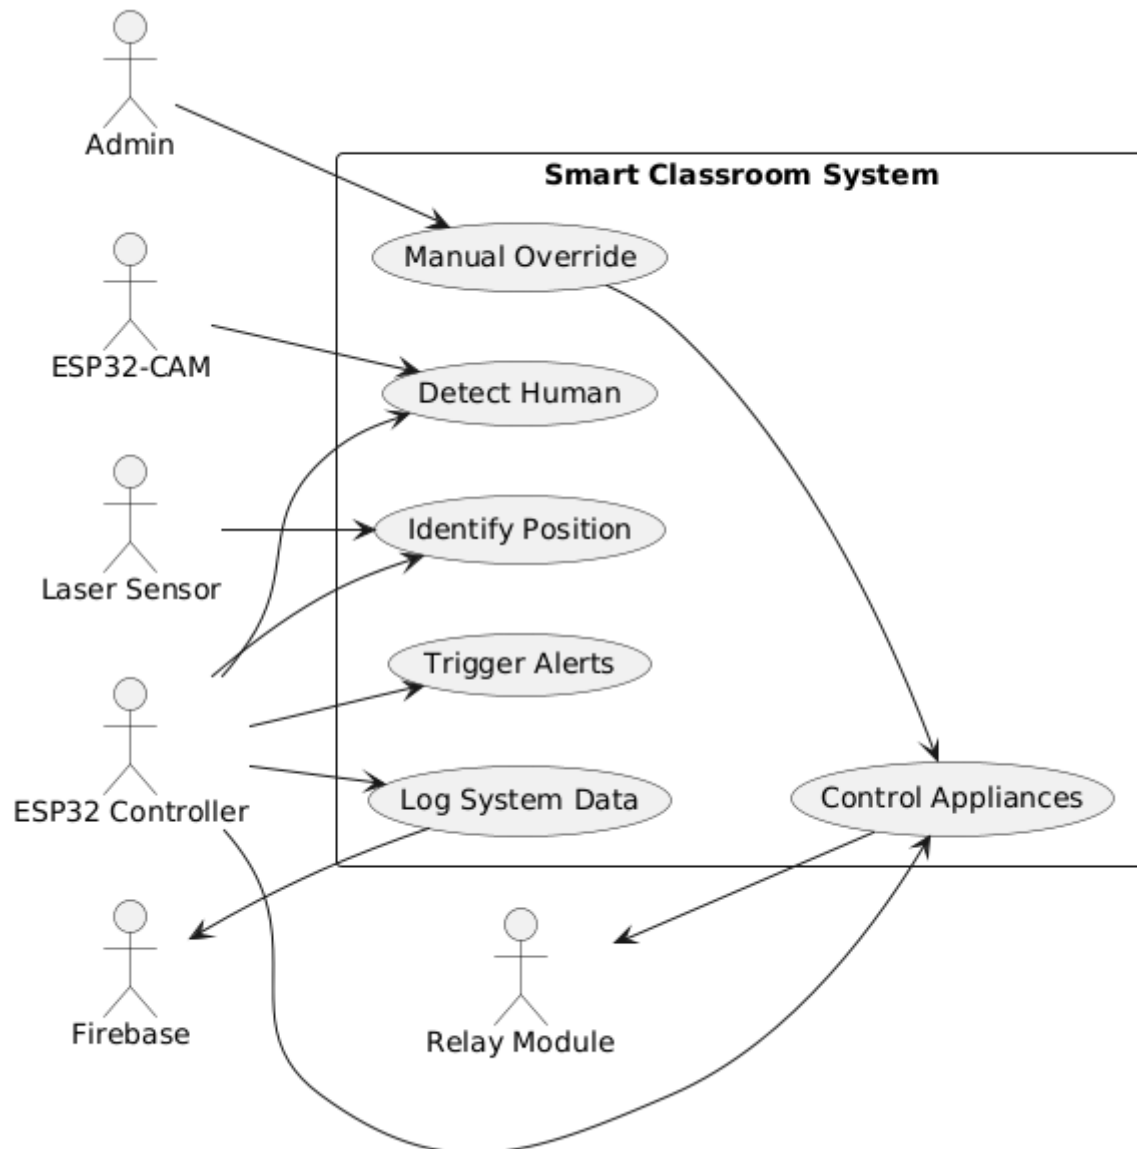 Admin
Smart Classroom System
Manual Override
ESP32-CAM
Detect Human
Laser Sensor
Identify Position
Trigger Alerts
ESP32 Controller
Log System Data
Control Appliances
Firebase
Relay Module